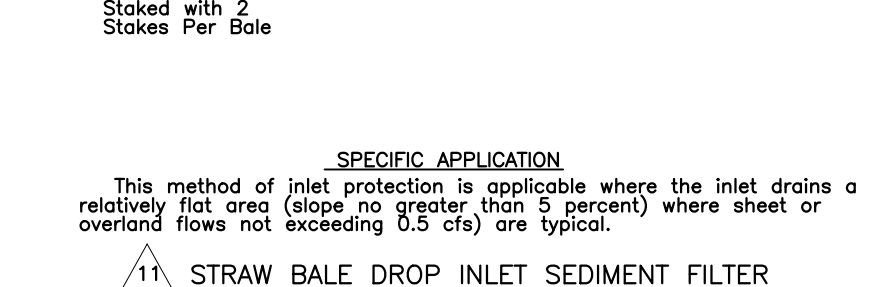 Staked with 2
Stakes Per Bale
SPECIFIC APPLICATION
This method of inlet protection is applicable where the inlet drains a
relatively flat area (slope no greater than 5 percent) where sheet or
overland flows not exceeding 0.5 cfs) are typical.
11 STRAW BALE DROP INLET SEDIMENT FILTER